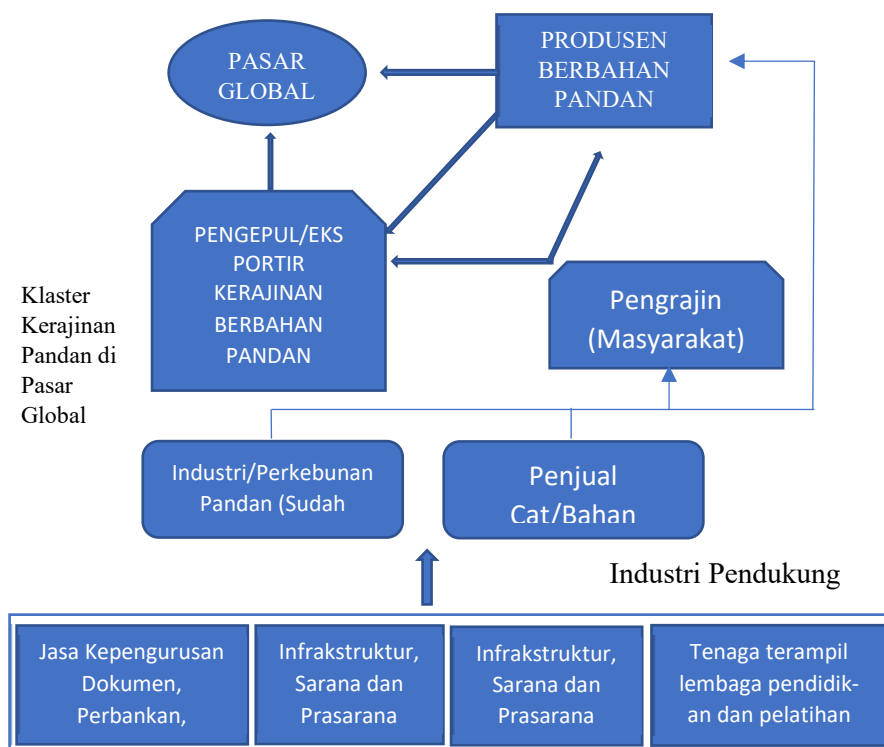 PASAR
GLOBAL
PRODUSEN
BERBAHAN
PANDAN
PENGEPUL/EKS
PORTIR
KERAJINAN
BERBAHAN
PANDAN
Pengrajin
(Masyarakat)
Klaster
Kerajinan
Pandan di
Pasar
Global
Industri/Perkebunan
Pandan (Sudah
Penjual
Cat/Bahan
Industri Pendukung
Jasa Kepengurusan
Dokumen,
Perbankan,
Infrakstruktur,
Sarana dan
Prasarana
Infrakstruktur,
Sarana dan
Prasarana
Tenaga terampil
lembaga pendidik-
an dan pelatihan